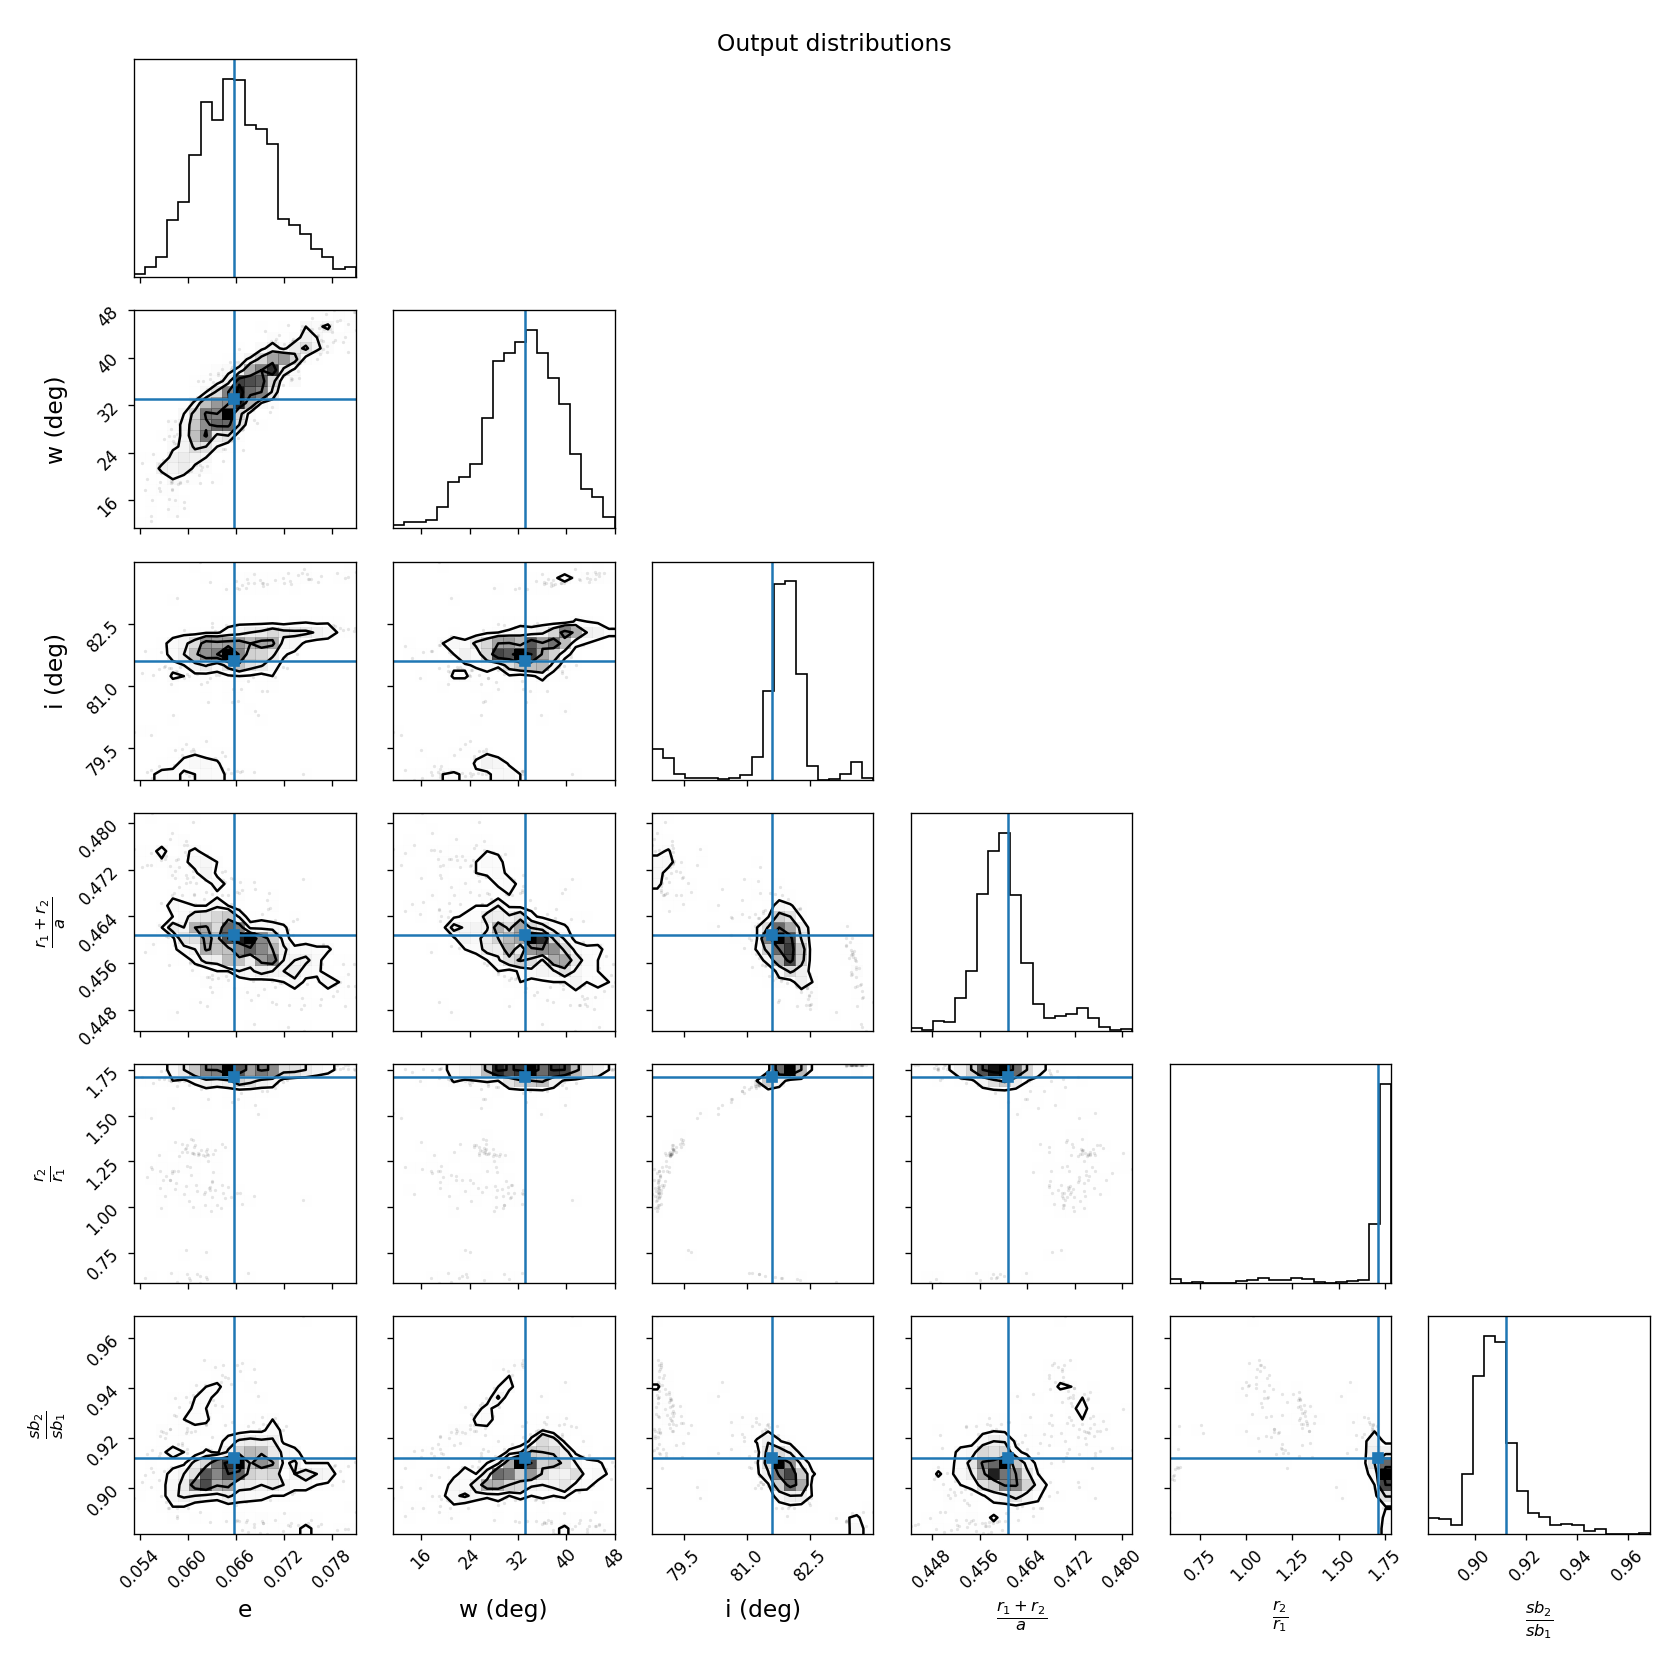 Output distributions
w (deg)
48
40
32
24
16
i (deg)
82.5
81.0
79.5
r₁ + r₂
a
0.480
0.472
0.464
0.456
0.448
r₂
r₁
1.75
1.50
1.25
1.00
0.75
sb₂
sb₁
0.96
0.94
0.92
0.90
0.054 0.060 0.066 0.072 0.078
16 24 32 40 48
79.5 81.0 82.5
0.448 0.456 0.464 0.472 0.480
0.75 1.00 1.25 1.50 1.75
0.90 0.92 0.94 0.96
e
w (deg)
i (deg)
r₁ + r₂
a
r₂
r₁
sb₂
sb₁